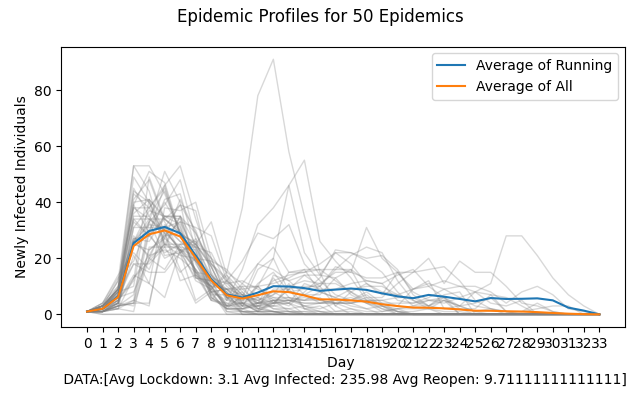 Epidemic Profiles for 50 Epidemics
Average of Running
Average of All
Newly Infected Individuals
80
60
40
20
0
0 1 2 3 4 5 6 7 8 9 10 11 12 13 14 15 16 17 18 19 20 21 22 23 24 25 26 27 28 29 30 31 32 33
Day
DATA:[Avg Lockdown: 3.1 Avg Infected: 235.98 Avg Reopen: 9.71111111111111]